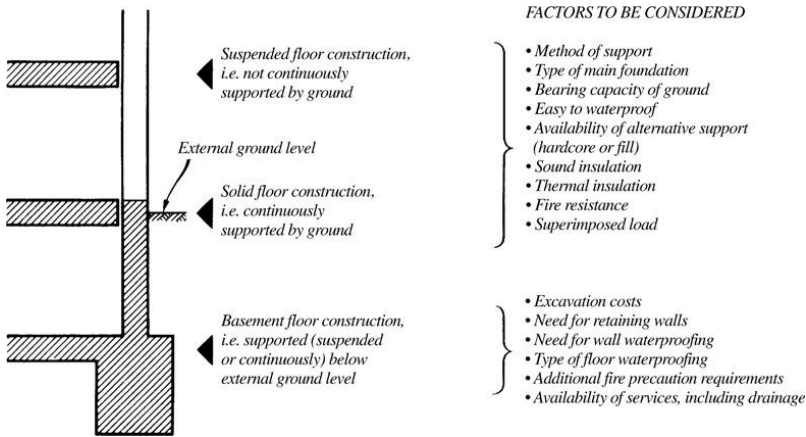 FACTORS TO BE CONSIDERED
Suspended floor construction,
i.e. not continuously
supported by ground
External ground level
Solid floor construction,
i.e. continuously
supported by ground
• Method of support
• Type of main foundation
• Bearing capacity of ground
• Easy to waterproof
• Availability of alternative support
(hardcore or fill)
• Sound insulation
• Thermal insulation
• Fire resistance
• Superimposed load
Basement floor construction,
i.e. supported (suspended
or continuously) below
external ground level
• Excavation costs
• Need for retaining walls
• Need for wall waterproofing
• Type of floor waterproofing
• Additional fire precaution requirements
• Availability of services, including drainage